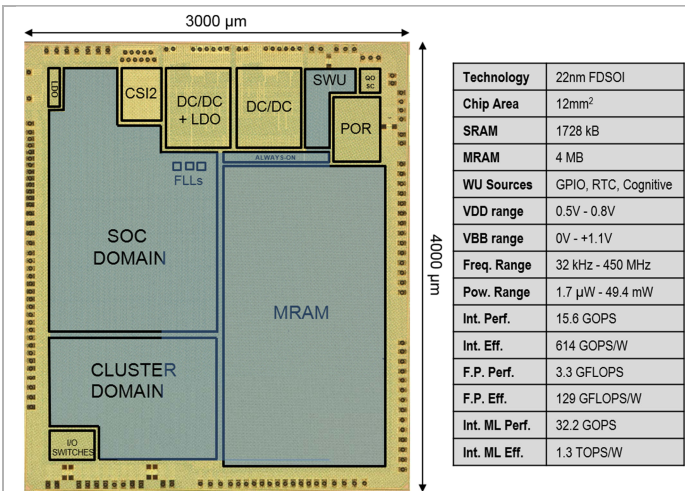 3000 µm
LDO
CSI2
DC/DC
+ LDO
DC/DC
SWU
QO
SC
POR
ALWAYS-ON
FLLs
SOC
DOMAIN
MRAM
4000 µm
CLUSTER
DOMAIN
I/O
SWITCHES
Technology 22nm FDSOI
Chip Area 12mm²
SRAM 1728 kB
MRAM 4 MB
WU Sources GPIO, RTC, Cognitive
VDD range 0.5V - 0.8V
VBB range 0V - +1.1V
Freq. Range 32 kHz - 450 MHz
Pow. Range 1.7 µW - 49.4 mW
Int. Perf. 15.6 GOPS
Int. Eff. 614 GOPS/W
F.P. Perf. 3.3 GFLOPS
F.P. Eff. 129 GFLOPS/W
Int. ML Perf. 32.2 GOPS
Int. ML Eff. 1.3 TOPS/W